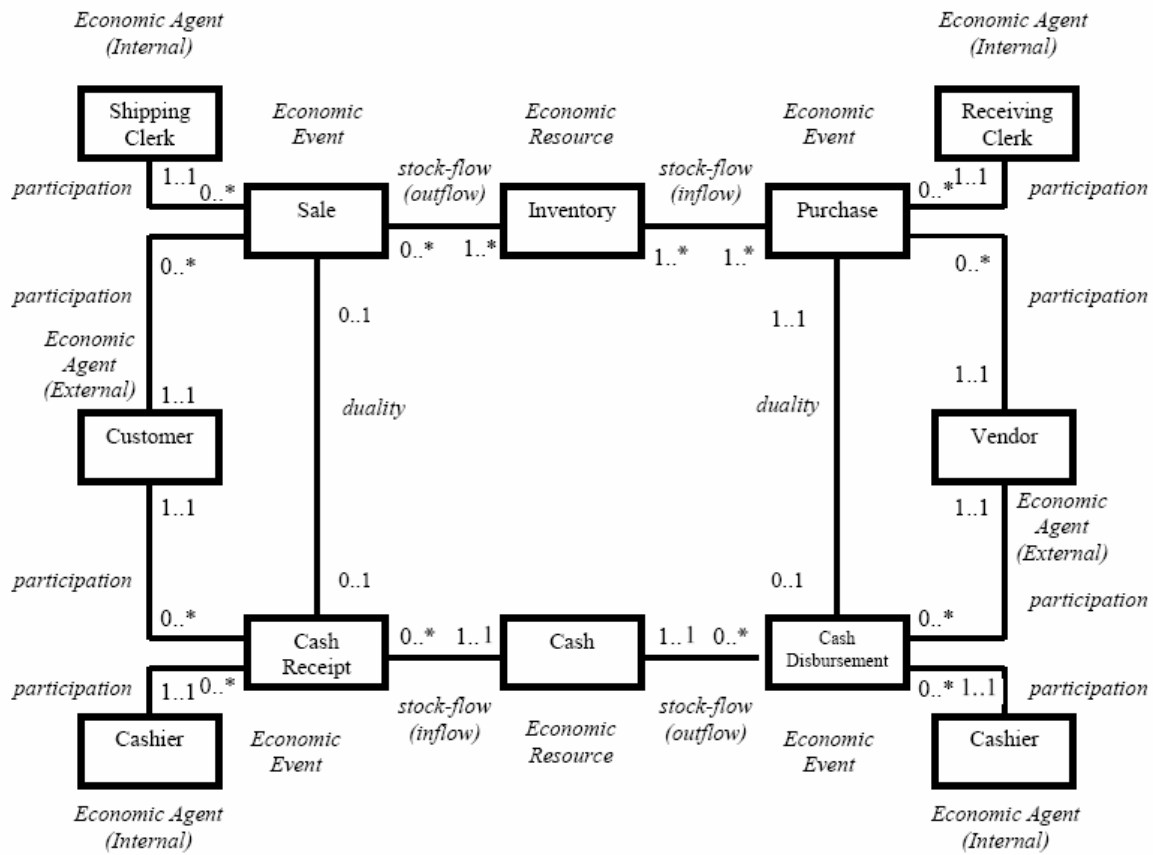 Economic Agent
(Internal)
Economic Agent
(Internal)
Shipping
Clerk
Economic
Event
Economic
Resource
Economic
Event
Receiving
Clerk
participation
1..1
0..*
stock-flow
(outflow)
stock-flow
(inflow)
0..*
1..1
participation
Sale
Inventory
Purchase
0..*
0..*
1..*
1..*
1..*
0..*
participation
participation
0..1
1..1
Economic
Agent
(External)
1..1
duality
duality
1..1
Customer
Vendor
1..1
1..1
Economic
Agent
(External)
participation
0..1
0..1
participation
0..*
0..*
1..1
1..1
0..*
0..*
Cash
Receipt
Cash
Cash
Disbursement
participation
1..1
0..*
0..*
1..1
participation
stock-flow
(inflow)
stock-flow
(outflow)
Cashier
Economic
Event
Economic
Resource
Economic
Event
Cashier
Economic Agent
(Internal)
Economic Agent
(Internal)